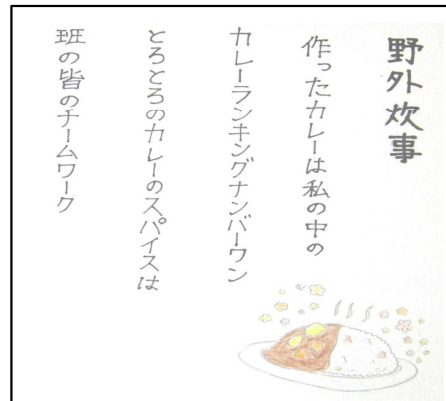 野外炊事
作ったカレーは私の中の
カレーランキングナンバーワン
とろとろのカレーのスパイスは
班の皆のチームワーク